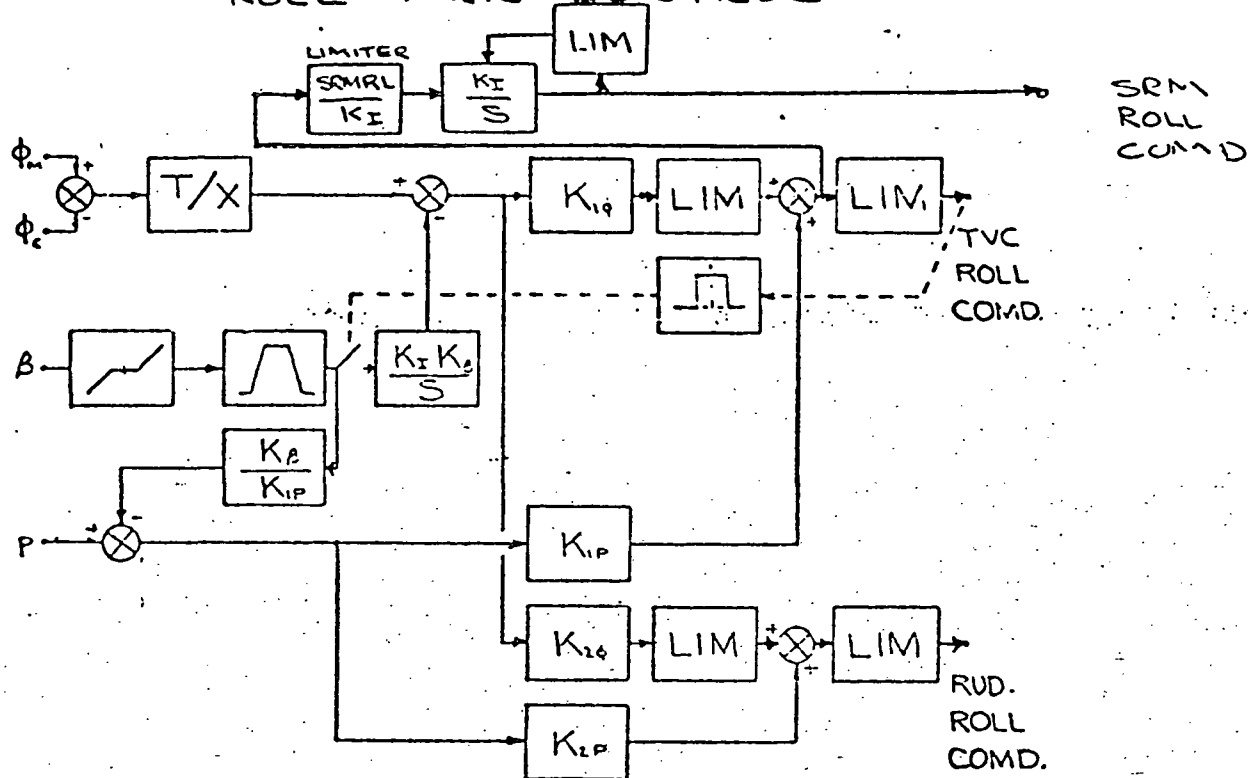 LIM
LIMITER
SRMRL
KI
KI
S
SRM
ROLL
COMD
φM
+
-
φc
T/X
+
-
K1φ
LIM
+
+
LIM
TVC
ROLL
COMD.
β
KI Kβ
S
Kβ
K1P
P
+
-
K1P
K2φ
LIM
+
+
LIM
RUD.
ROLL
COMD.
K2P